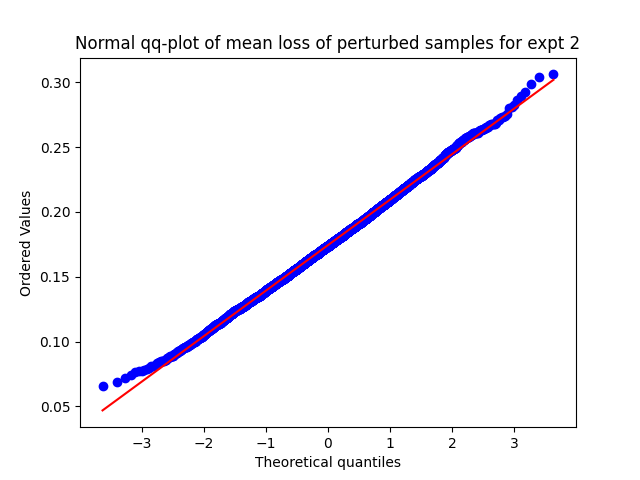 Normal qq-plot of mean loss of perturbed samples for expt 2
0.30
0.25
0.20
0.15
0.10
0.05
Ordered Values
−3 −2 −1 0 1 2 3
Theoretical quantiles